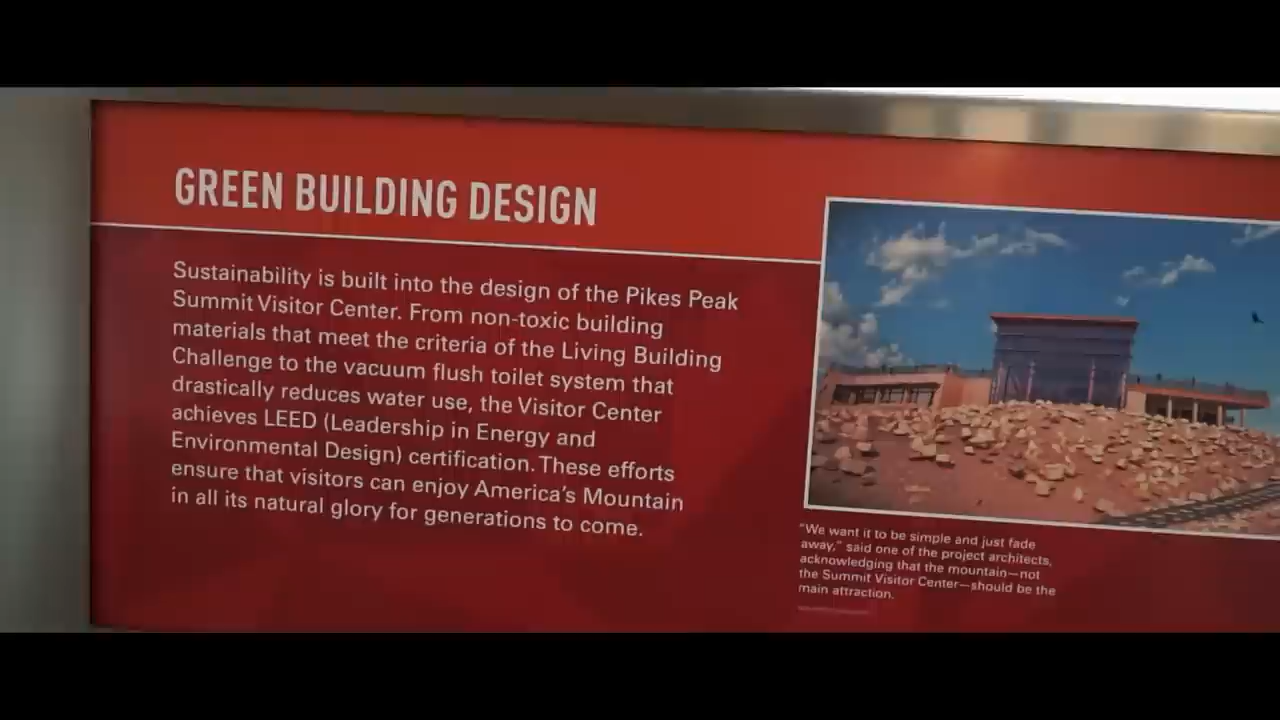 GREEN BUILDING DESIGN
Sustainability is built into the design of the Pikes Peak
Summit Visitor Center. From non-toxic building
materials that meet the criteria of the Living Building
Challenge to the vacuum flush toilet system that
drastically reduces water use, the Visitor Center
achieves LEED (Leadership in Energy and
Environmental Design) certification. These efforts
ensure that visitors can enjoy America's Mountain
in all its natural glory for generations to come.
"We want it to be simple and just fade
away," said one of the project architects,
acknowledging that the mountain—not
the Summit Visitor Center—should be the
main attraction.